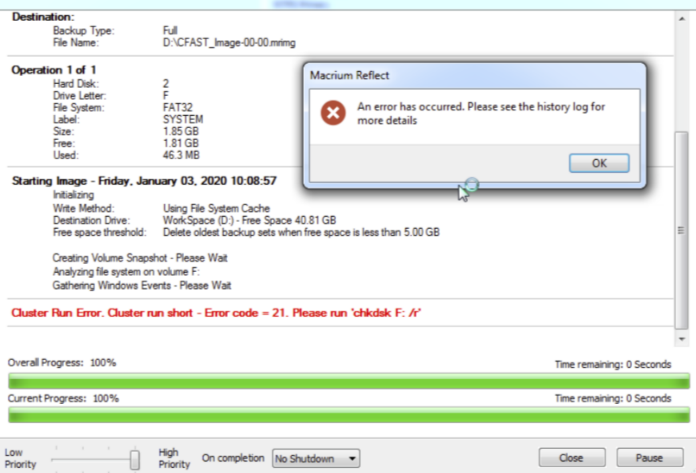 Destination:
Backup Type: Full
File Name: D:\CFAST_Image-00-00.mrimg
Operation 1 of 1
Hard Disk: 2
Drive Letter: F
File System: FAT32
Label: SYSTEM
Size: 1.85 GB
Free: 1.81 GB
Used: 46.3 MB
Macrium Reflect
An error has occurred. Please see the history log for
more details
OK
Starting Image - Friday, January 03, 2020 10:08:57
Initializing
Write Method: Using File System Cache
Destination Drive: WorkSpace (D:) - Free Space 40.81 GB
Free space threshold: Delete oldest backup sets when free space is less than 5.00 GB
Creating Volume Snapshot - Please Wait
Analyzing file system on volume F:
Gathering Windows Events - Please Wait
Cluster Run Error. Cluster run short - Error code = 21. Please run 'chkdsk F: /r'
Overall Progress: 100% Time remaining: 0 Seconds
Current Progress: 100% Time remaining: 0 Seconds
Low Priority
High Priority
On completion No Shutdown
Close
Pause